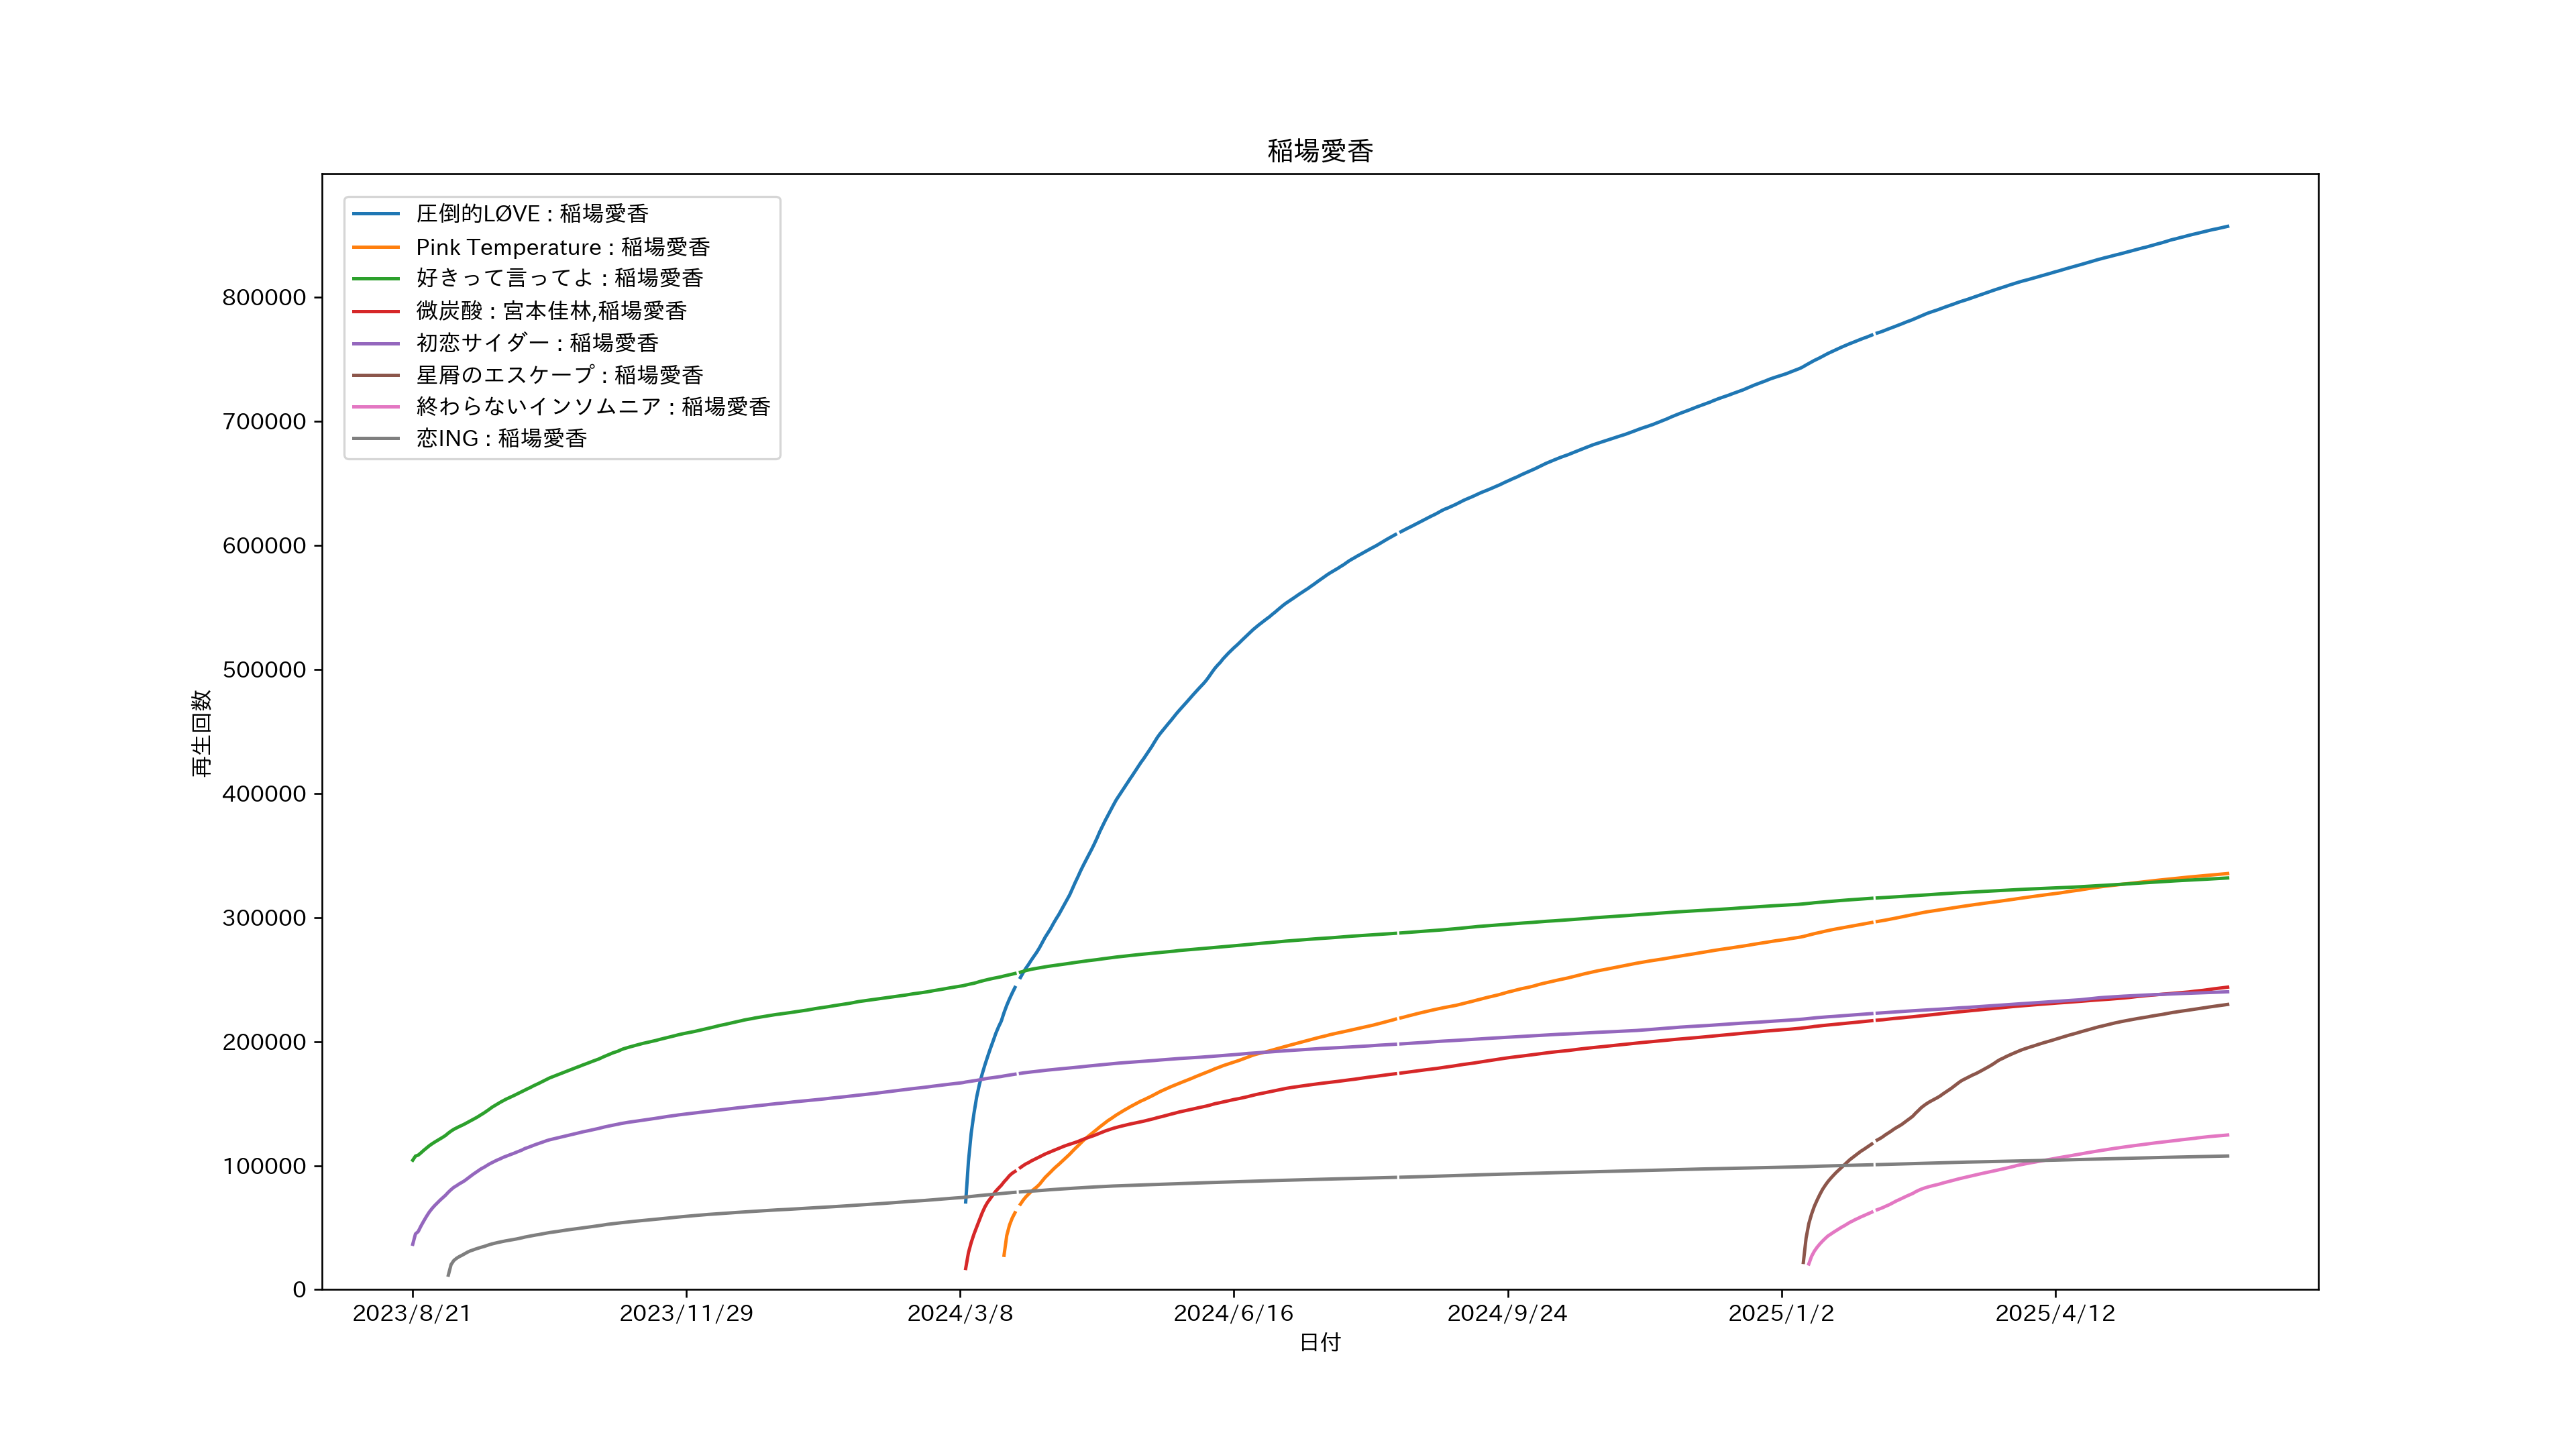 稲場愛香
圧倒的LØVE : 稲場愛香
Pink Temperature : 稲場愛香
好きって言ってよ : 稲場愛香
微炭酸 : 宮本佳林,稲場愛香
初恋サイダー : 稲場愛香
星屑のエスケープ : 稲場愛香
終わらないインソムニア : 稲場愛香
恋ING : 稲場愛香
800000
700000
600000
500000
400000
300000
200000
100000
0
再生回数
2023/8/21
2023/11/29
2024/3/8
2024/6/16
2024/9/24
2025/1/2
2025/4/12
日付